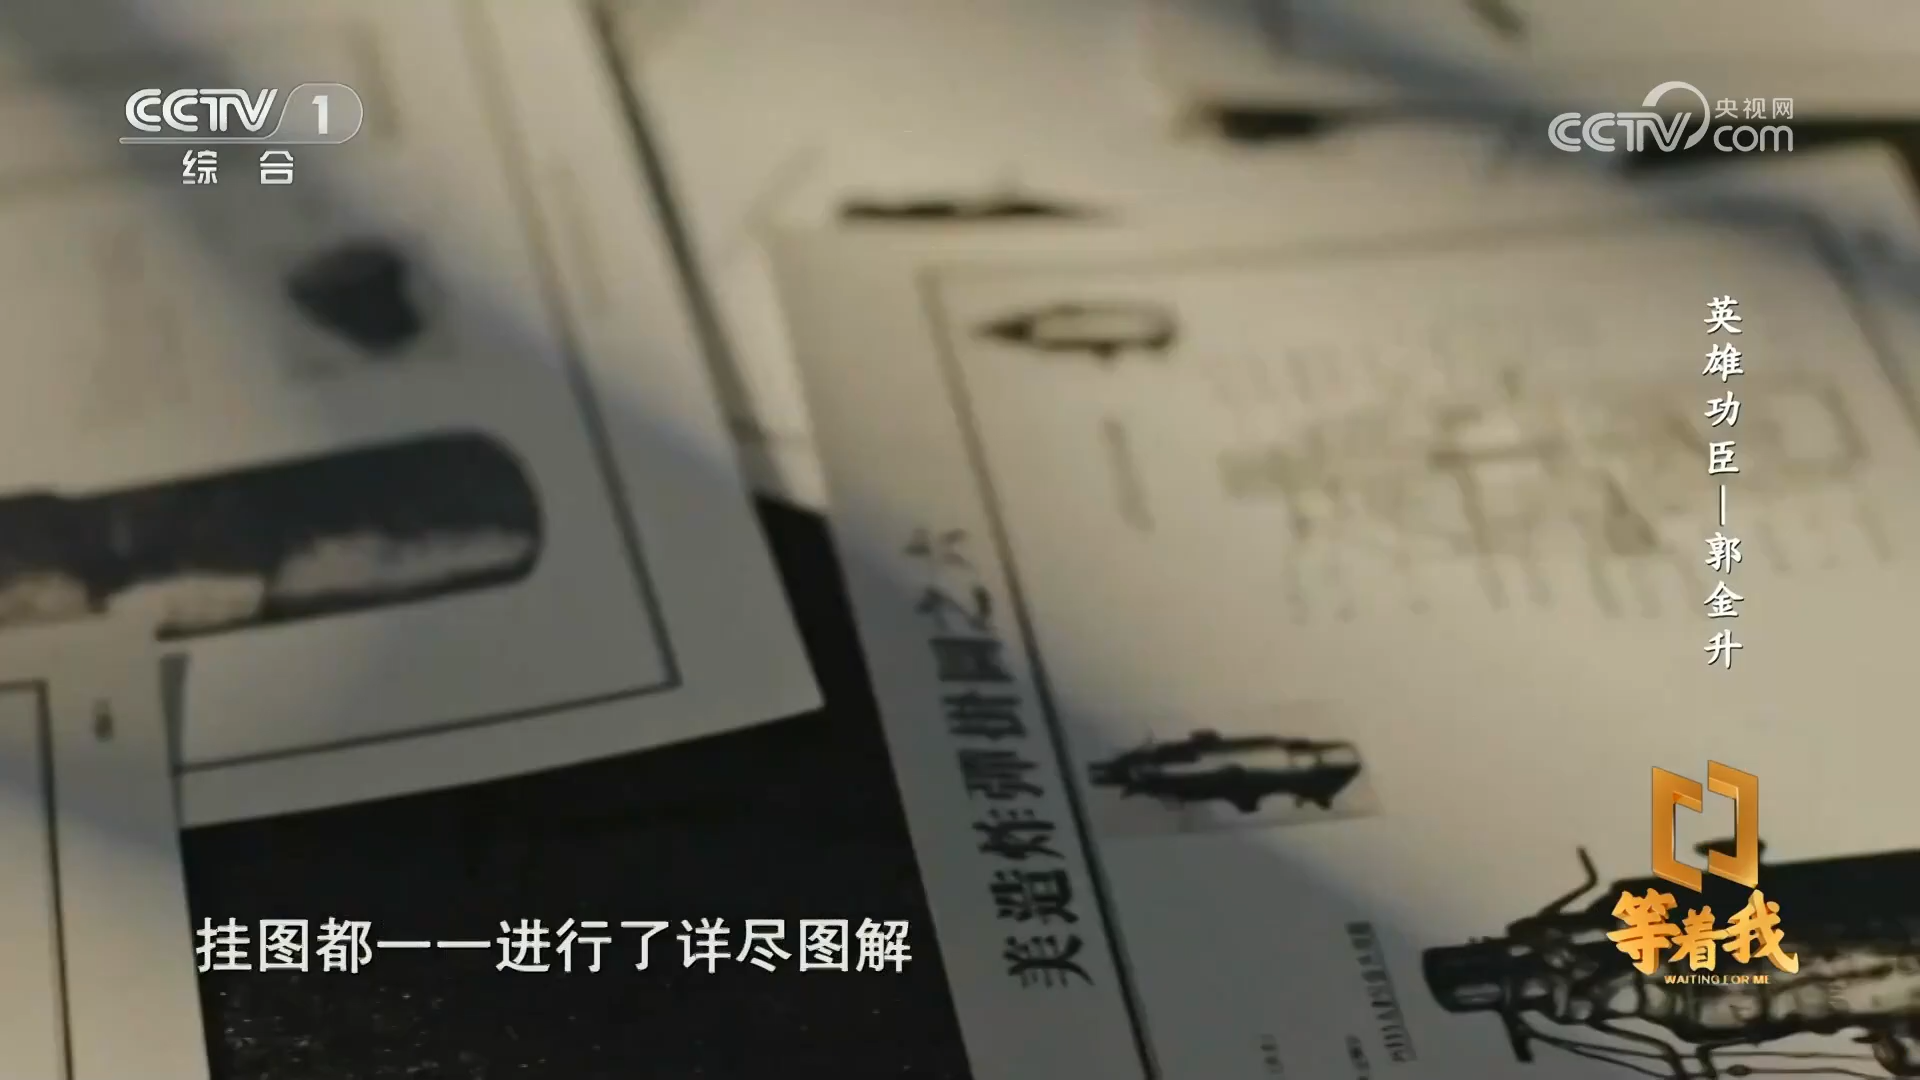 CCTV 1
综合
央视网
CCTV com
英雄功臣—郭金升
美造炸弹拼图之六
等着我
WAITING FOR ME
挂图都一一进行了详尽图解